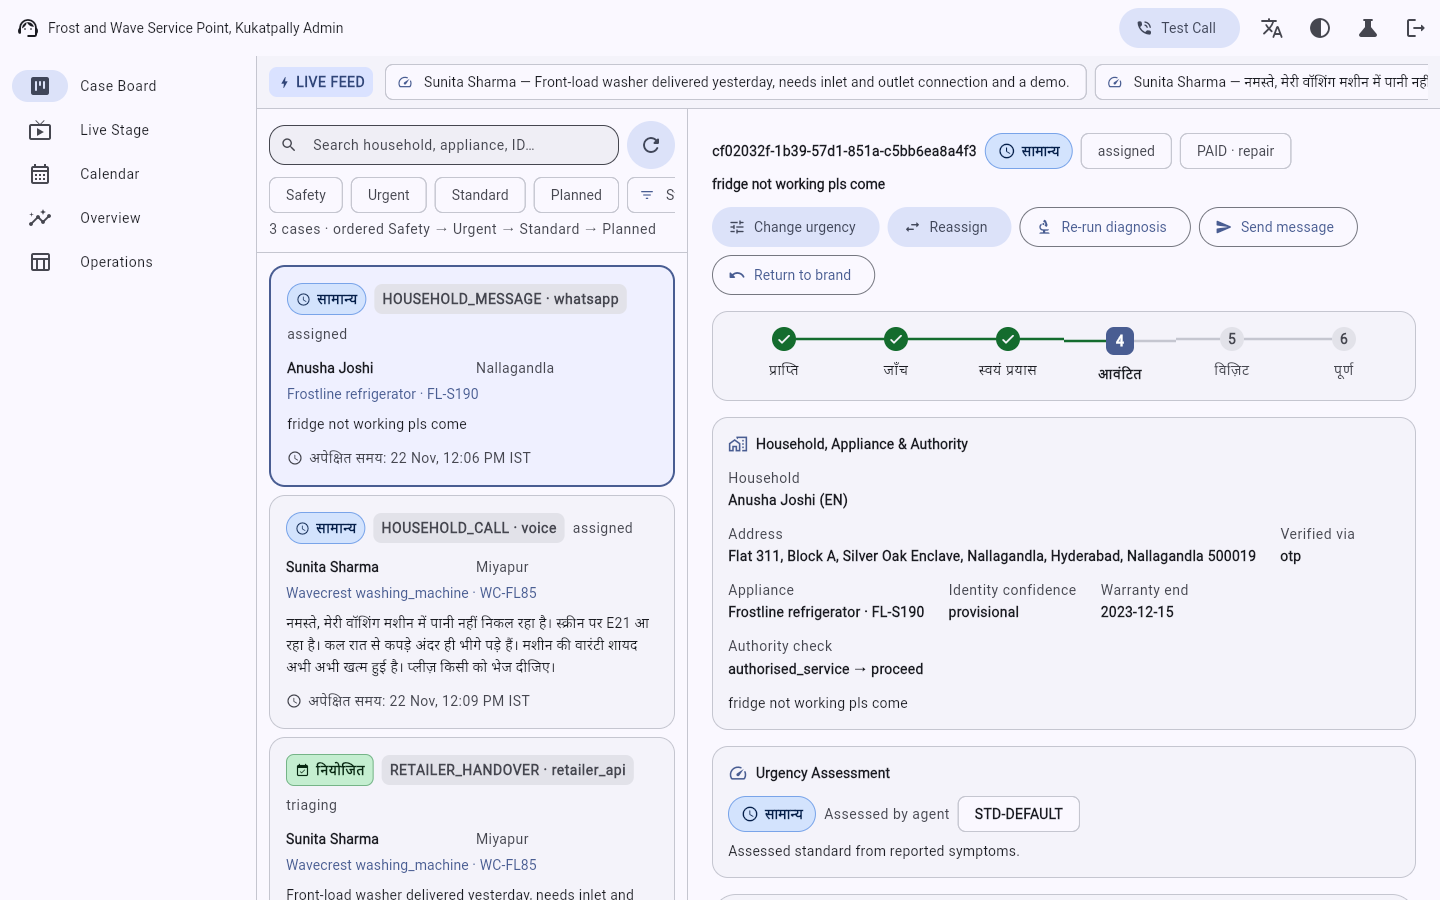 Frost and Wave Service Point, Kukatpally Admin
Test Call
Case Board
Live Stage
Calendar
Overview
Operations
LIVE FEED
Sunita Sharma — Front-load washer delivered yesterday, needs inlet and outlet connection and a demo.
Sunita Sharma — नमस्ते, मेरी वॉशिंग मशीन में पानी नहीं
Search household, appliance, ID...
Safety
Urgent
Standard
Planned
3 cases · ordered Safety → Urgent → Standard → Planned
सामान्य HOUSEHOLD_MESSAGE · whatsapp
assigned
Anusha Joshi Nallagandla
Frostline refrigerator · FL-S190
fridge not working pls come
अपेक्षित समय: 22 Nov, 12:06 PM IST
सामान्य HOUSEHOLD_CALL · voice assigned
Sunita Sharma Miyapur
Wavecrest washing_machine · WC-FL85
नमस्ते, मेरी वॉशिंग मशीन में पानी नहीं निकल रहा है। स्क्रीन पर E21 आ
रहा है। कल रात से कपड़े अंदर ही भीगे पड़े हैं। मशीन की वारंटी शायद
अभी अभी खत्म हुई है। प्लीज़ किसी को भेज दीजिए।
अपेक्षित समय: 22 Nov, 12:09 PM IST
नियोजित RETAILER_HANDOVER · retailer_api
triaging
Sunita Sharma Miyapur
Wavecrest washing_machine · WC-FL85
Front-load washer delivered yesterday, needs inlet and
cf02032f-1b39-57d1-851a-c5bb6ea8a4f3 सामान्य assigned PAID · repair
fridge not working pls come
Change urgency
Reassign
Re-run diagnosis
Send message
Return to brand
4 5 6
प्राप्ति जाँच स्वयं प्रयास आवंटित विज़िट पूर्ण
Household, Appliance & Authority
Household
Anusha Joshi (EN)
Address Verified via
Flat 311, Block A, Silver Oak Enclave, Nallagandla, Hyderabad, Nallagandla 500019 otp
Appliance Identity confidence Warranty end
Frostline refrigerator · FL-S190 provisional 2023-12-15
Authority check
authorised_service → proceed
fridge not working pls come
Urgency Assessment
सामान्य Assessed by agent STD-DEFAULT
Assessed standard from reported symptoms.